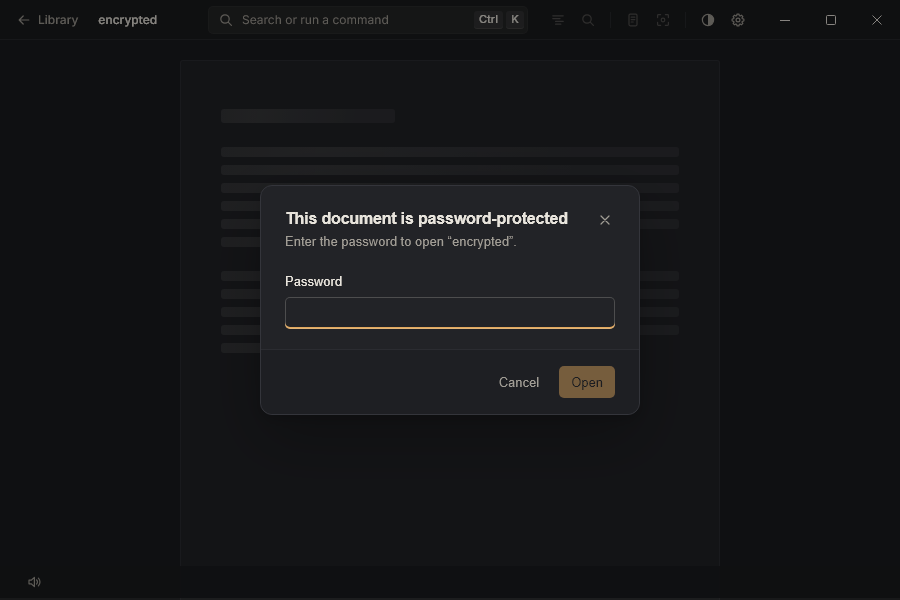 Library
encrypted
Search or run a command
Ctrl
K
This document is password-protected
Enter the password to open “encrypted”.
Password
Cancel
Open